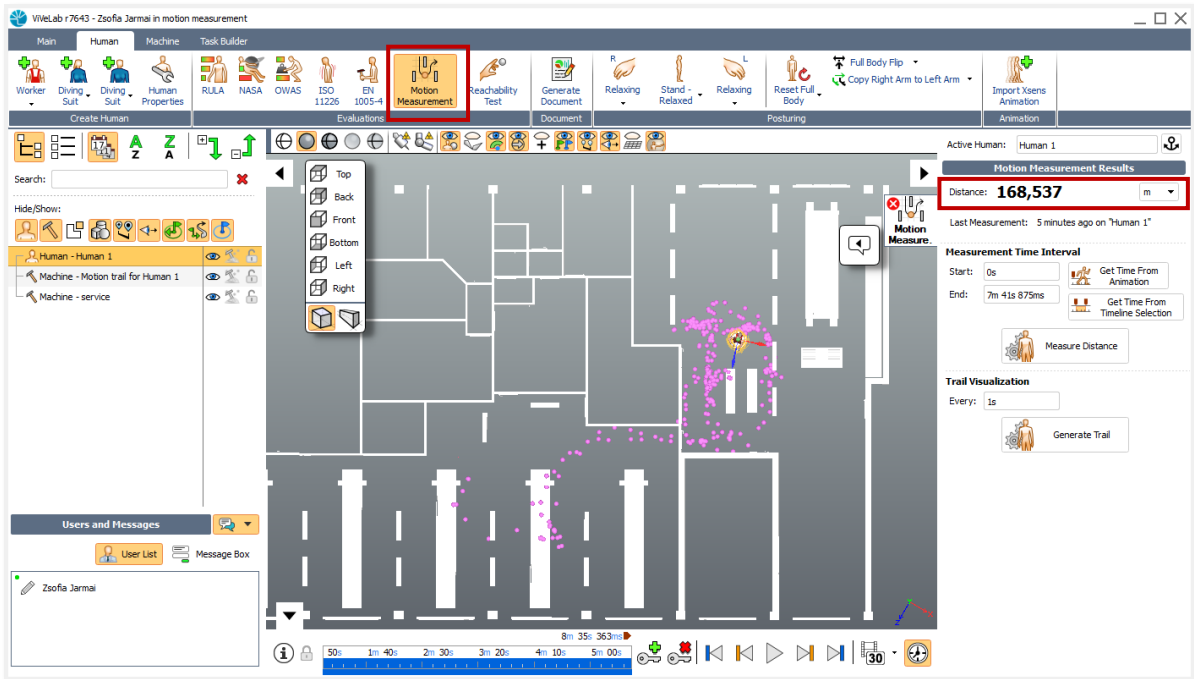 ViVeLab r7643 - Zsofia Jarmai in motion measurement
Main Human Machine Task Builder
Worker
Diving Suit
Diving Suit
Human Properties
RULA
NASA
OWAS
ISO 11226
EN 1005-4
Motion Measurement
Reachability Test
Generate Document
R
Relaxing
Stand - Relaxed
L
Relaxing
Reset Full Body
Full Body Flip
Copy Right Arm to Left Arm
Import Xsens Animation
Create Human Evaluations Document Posturing Animation
17
A
Z
Z
A
Search:
Hide/Show:
Human - Human 1
Machine - Motion trail for Human 1
Machine - service
Users and Messages
User List Message Box
Zsofia Jarmai
Top
Back
Front
Bottom
Left
Right
Motion
Measure.
8m 35s 363ms
50s 1m 40s 2m 30s 3m 20s 4m 10s 5m 00s
30
Active Human: Human 1
Motion Measurement Results
Distance: 168,537 m
Last Measurement: 5 minutes ago on "Human 1"
Measurement Time Interval
Start: 0s
Get Time From Animation
End: 7m 41s 875ms
Get Time From Timeline Selection
Measure Distance
Trail Visualization
Every: 1s
Generate Trail